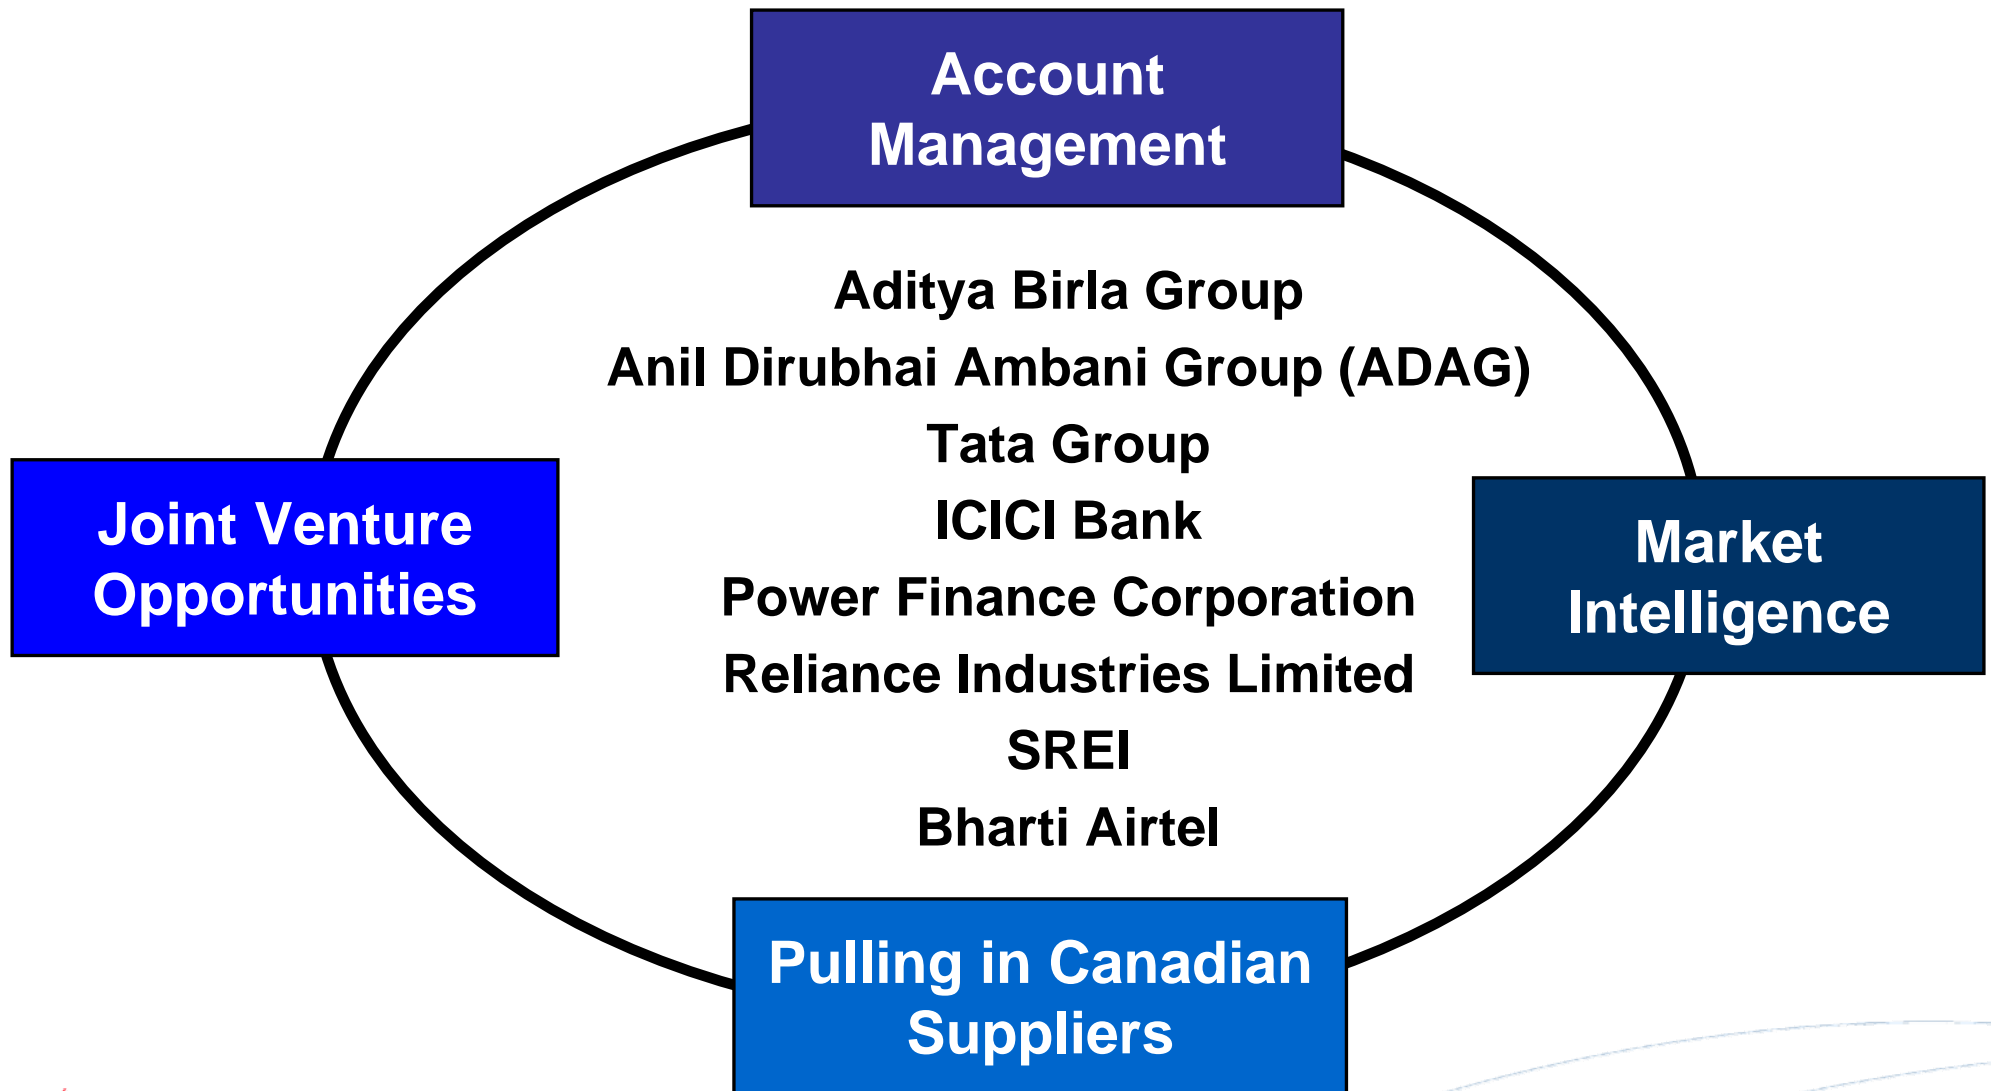 Account
Management
Aditya Birla Group
Anil Dirubhai Ambani Group (ADAG)
Tata Group
ICICI Bank
Power Finance Corporation
Reliance Industries Limited
SREI
Bharti Airtel
Joint Venture
Opportunities
Market
Intelligence
Pulling in Canadian
Suppliers